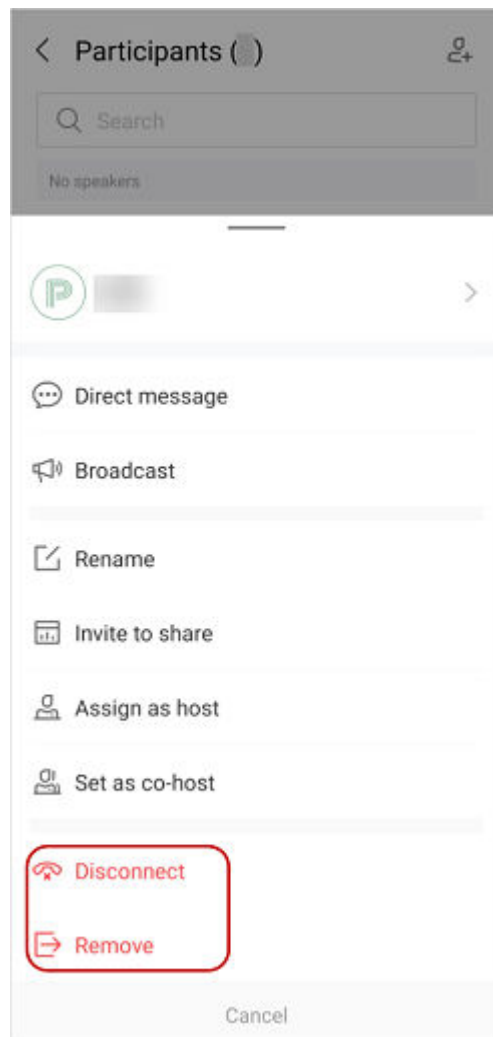 Participants ( )
Search
No speakers
P
Direct message
Broadcast
Rename
Invite to share
Assign as host
Set as co-host
Disconnect
Remove
Cancel